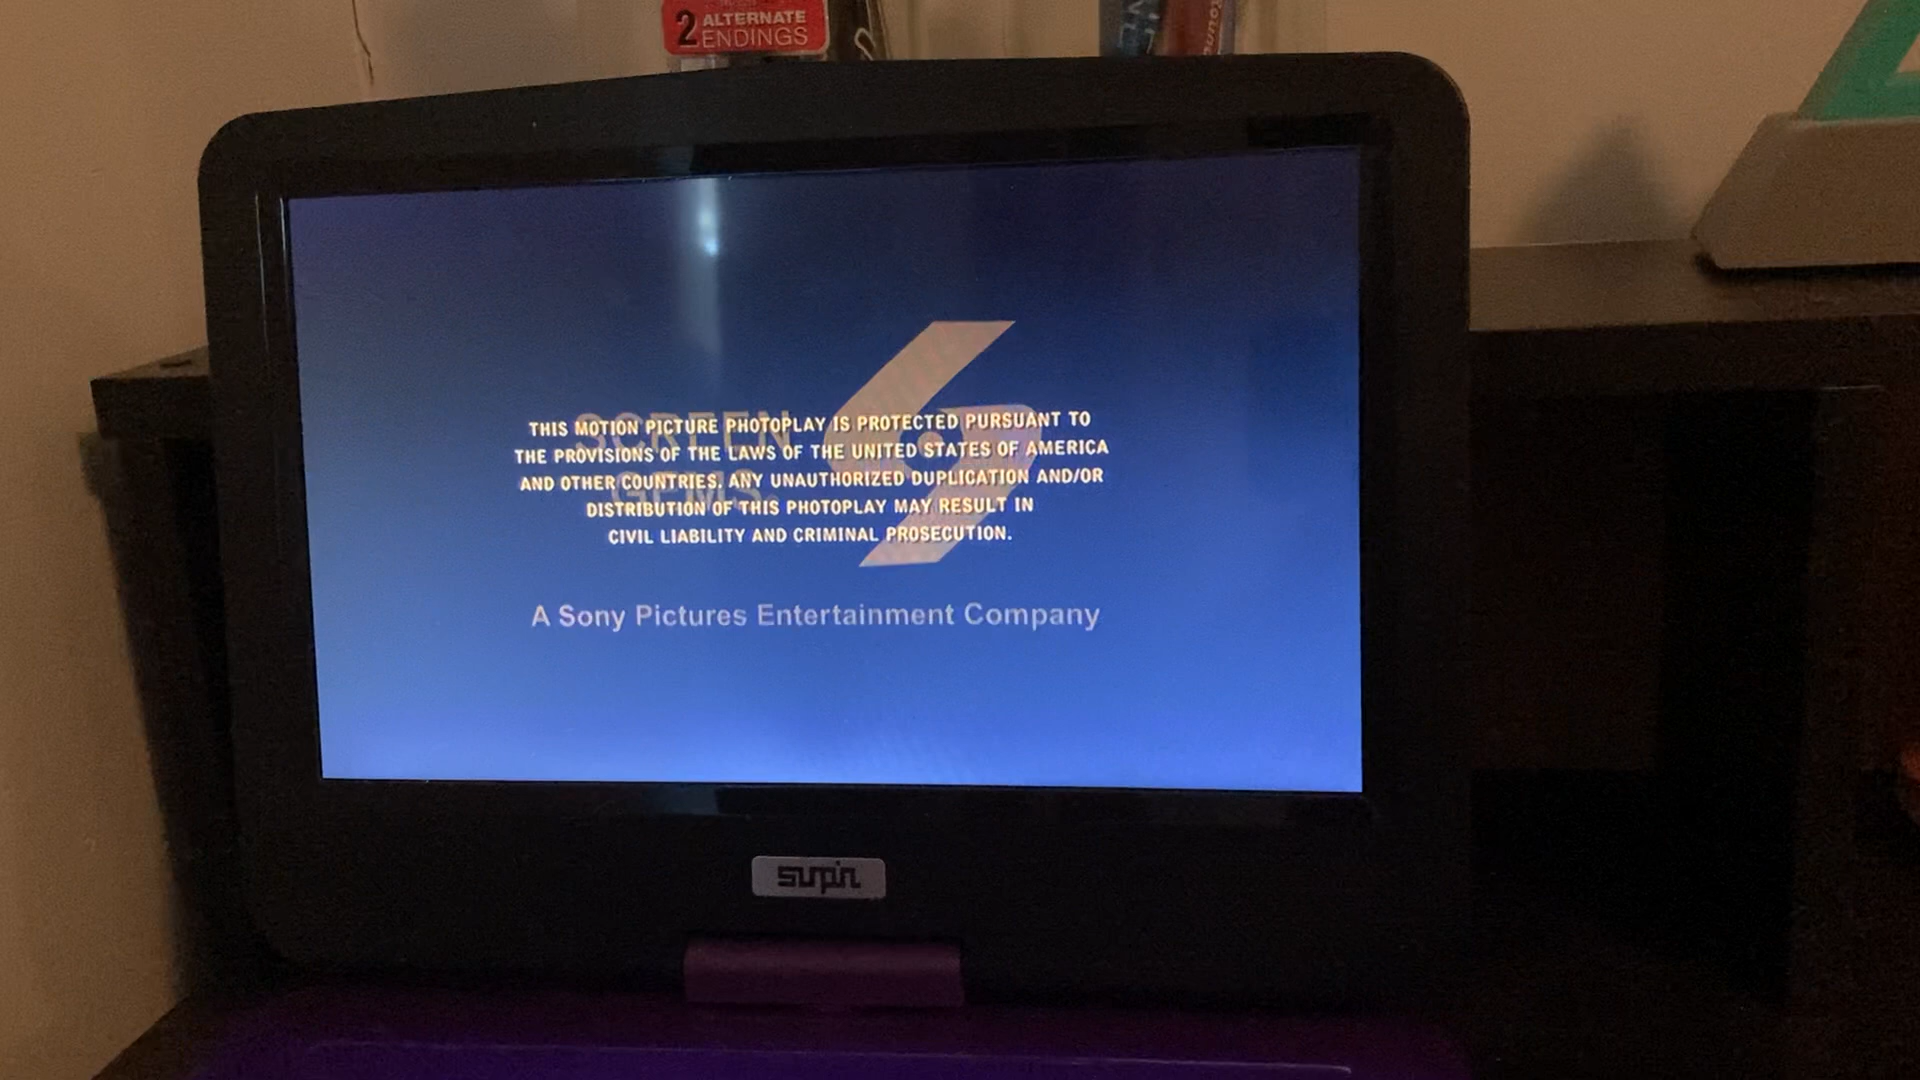 2 ALTERNATE
ENDINGS
SCREEN
GEMS
THIS MOTION PICTURE PHOTOPLAY IS PROTECTED PURSUANT TO
THE PROVISIONS OF THE LAWS OF THE UNITED STATES OF AMERICA
AND OTHER COUNTRIES. ANY UNAUTHORIZED DUPLICATION AND/OR
DISTRIBUTION OF THIS PHOTOPLAY MAY RESULT IN
CIVIL LIABILITY AND CRIMINAL PROSECUTION.
A Sony Pictures Entertainment Company
supin